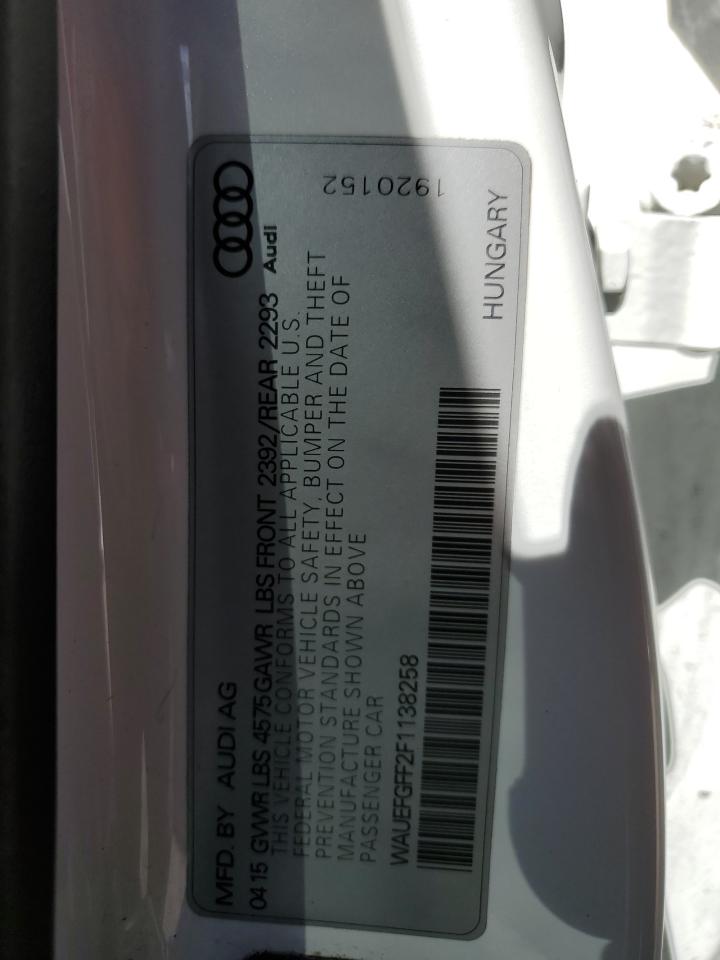 MFD. BY AUDI AG
04 15 GVWR LBS 4575 GAWR LBS FRONT 2392/REAR 2293 Audi
THIS VEHICLE CONFORMS TO ALL APPLICABLE U.S.
FEDERAL MOTOR VEHICLE SAFETY, BUMPER AND THEFT
PREVENTION STANDARDS IN EFFECT ON THE DATE OF
MANUFACTURE SHOWN ABOVE
PASSENGER CAR
WAUEFGFF2F1138258
HUNGARY
1920152